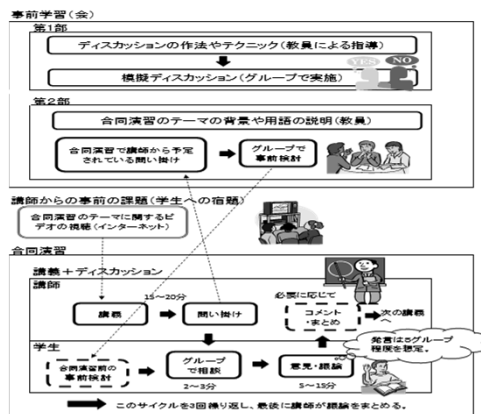 事前学習(会)
第1部
ディスカッションの作法やテクニック(教員による指導)
模擬ディスカッション(グループで実施)
YES
NO
第2部
合同演習のテーマの背景や用語の説明(教員)
合同演習で講師から予定
されている問い掛け
グループで
事前検討
講師からの事前の課題(学生への宿題)
合同演習のテーマに関するビ
デオの視聴(インターネット)
合同演習
講義+ディスカッション
講師
15~20分
講義
問い掛け
必要に応じて
コメント
・まとめ
次の講義
へ
発言は5グループ
程度を想定。
学生
合同演習前の
事前検討
グループ
で相談
意見・議論
2~3分
5~15分
このサイクルを3回繰り返し、最後に講師が議論をまとめる。